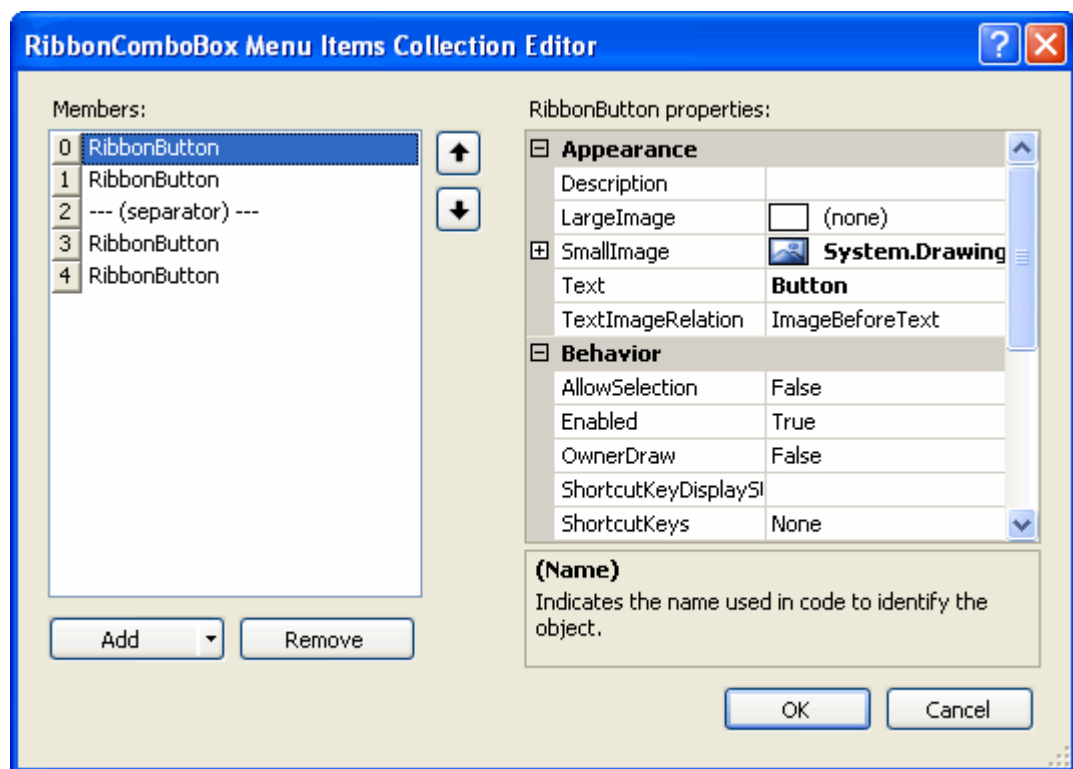 RibbonComboBox Menu Items Collection Editor
Members:
0 RibbonButton
1 RibbonButton
2 --- (separator) ---
3 RibbonButton
4 RibbonButton
Add
Remove
RibbonButton properties:
Appearance
Description
LargeImage (none)
SmallImage System.Drawing
Text Button
TextImageRelation ImageBeforeText
Behavior
AllowSelection False
Enabled True
OwnerDraw False
ShortcutKeyDisplaySt
ShortcutKeys None
(Name)
Indicates the name used in code to identify the
object.
OK
Cancel